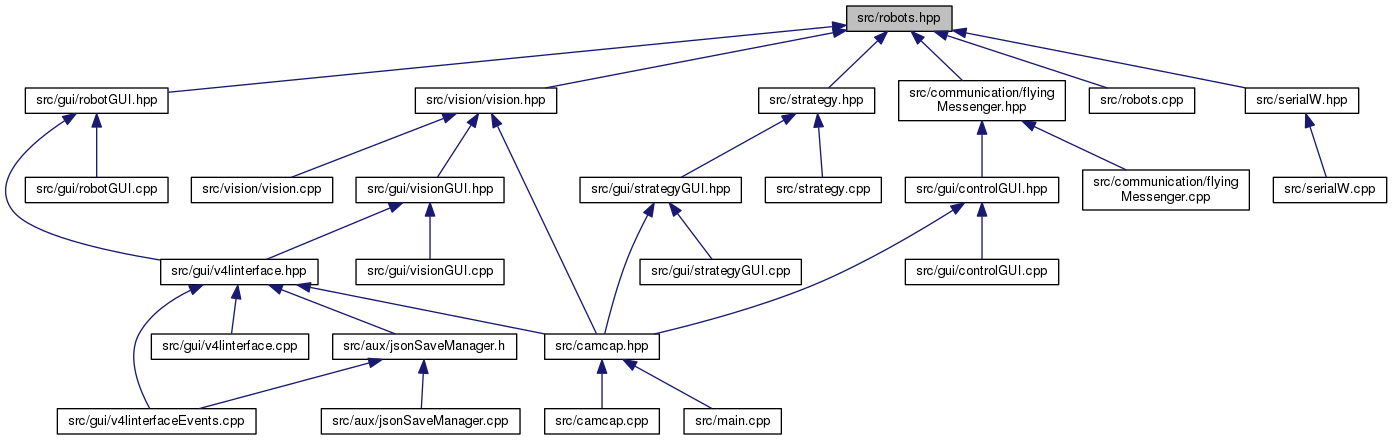 src/robots.hpp
src/gui/robotGUI.hpp
src/vision/vision.hpp
src/strategy.hpp
src/communication/flying
Messenger.hpp
src/robots.cpp
src/serialW.hpp
src/gui/robotGUI.cpp
src/vision/vision.cpp
src/gui/visionGUI.hpp
src/gui/strategyGUI.hpp
src/strategy.cpp
src/gui/controlGUI.hpp
src/communication/flying
Messenger.cpp
src/serialW.cpp
src/gui/v4linterface.hpp
src/gui/visionGUI.cpp
src/gui/strategyGUI.cpp
src/gui/controlGUI.cpp
src/gui/v4linterface.cpp
src/aux/jsonSaveManager.h
src/camcap.hpp
src/gui/v4linterfaceEvents.cpp
src/aux/jsonSaveManager.cpp
src/camcap.cpp
src/main.cpp